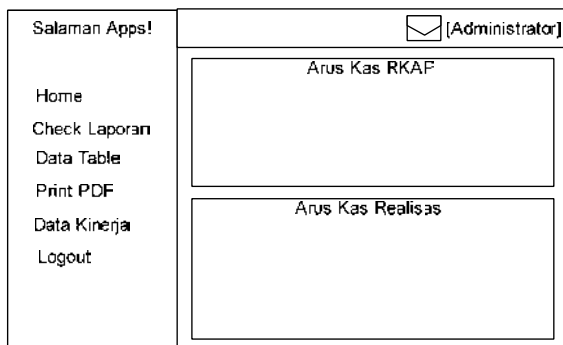 Salaman Apps!
[Administrator]
Home
Check Laporan
Data Table
Print PDF
Data Kinerja
Logout
Arus Kas RKAP
Arus Kas Realisas